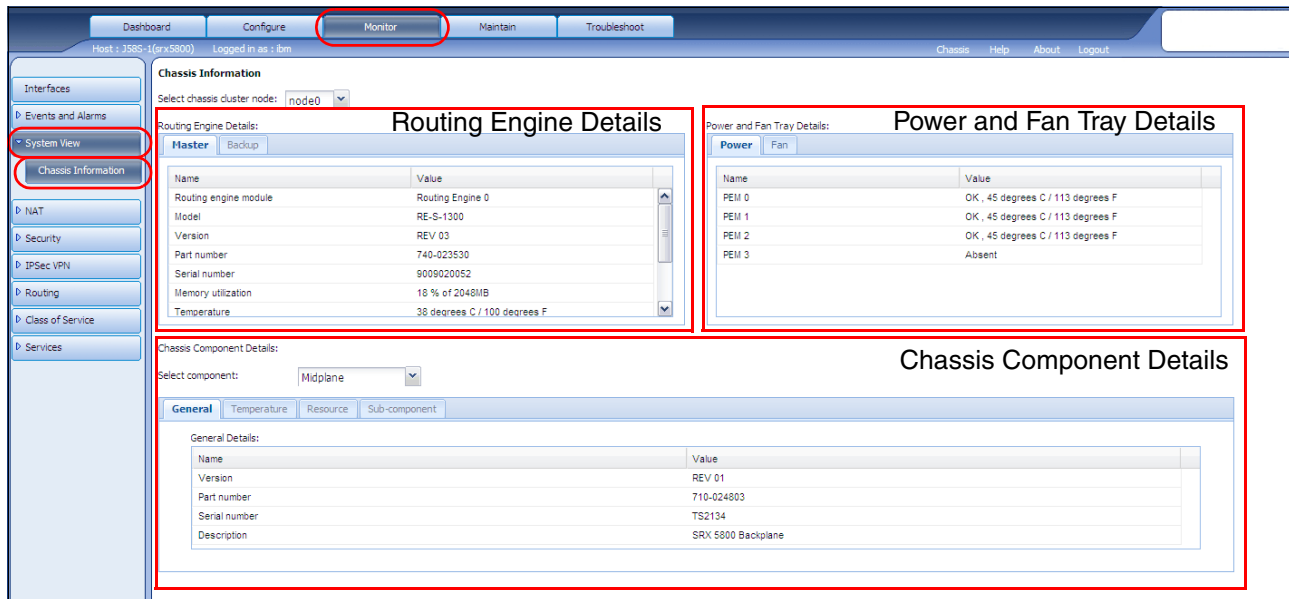 Dashboard Configure Monitor Maintain Troubleshoot
Host : J58S-1(srx5800) Logged in as : ibm
Chassis Help About Logout
Interfaces
Events and Alarms
System View
Chassis Information
NAT
Security
IPSec VPN
Routing
Class of Service
Services
Chassis Information
Select chassis cluster node: node0
Routing Engine Details:
Routing Engine Details
Master Backup
Name Value
Routing engine module Routing Engine 0
Model RE-S-1300
Version REV 03
Part number 740-023530
Serial number 9009020052
Memory utilization 18 % of 2048MB
Temperature 38 degrees C / 100 degrees F
Power and Fan Tray Details:
Power and Fan Tray Details
Power Fan
Name Value
PEM 0 OK , 45 degrees C / 113 degrees F
PEM 1 OK , 45 degrees C / 113 degrees F
PEM 2 OK , 45 degrees C / 113 degrees F
PEM 3 Absent
Chassis Component Details:
Chassis Component Details
Select component: Midplane
General Temperature Resource Sub-component
General Details:
Name Value
Version REV 01
Part number 710-024803
Serial number TS2134
Description SRX 5800 Backplane